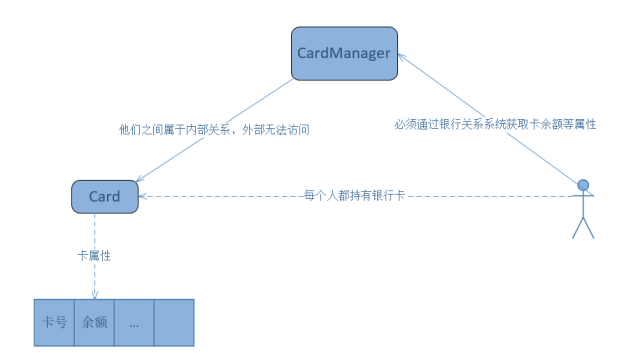 CardManager
他们之间属于内部关系，外部无法访问
必须通过银行关系系统获取卡余额等属性
Card
每个人都持有银行卡
卡属性
卡号 余额 ...